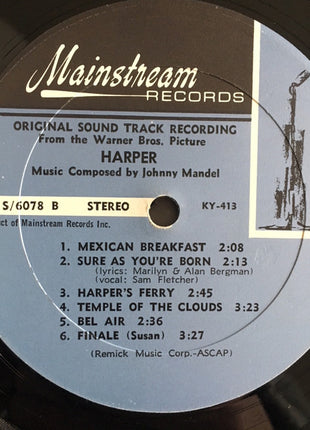 Mainstream
RECORDS
ORIGINAL SOUND TRACK RECORDING
From the Warner Bros. Picture
HARPER
Music Composed by Johnny Mandel
S/6078 B STEREO KY-413
ct of Mainstream Records Inc.
1. MEXICAN BREAKFAST 2:08
2. SURE AS YOU'RE BORN 2:13
(lyrics: Marilyn & Alan Bergman)
(vocal: Sam Fletcher)
3. HARPER'S FERRY 2:45
4. TEMPLE OF THE CLOUDS 3:23
5. BEL AIR 2:36
6. FINALE (Susan) 3:27
(Remick Music Corp.-ASCAP)